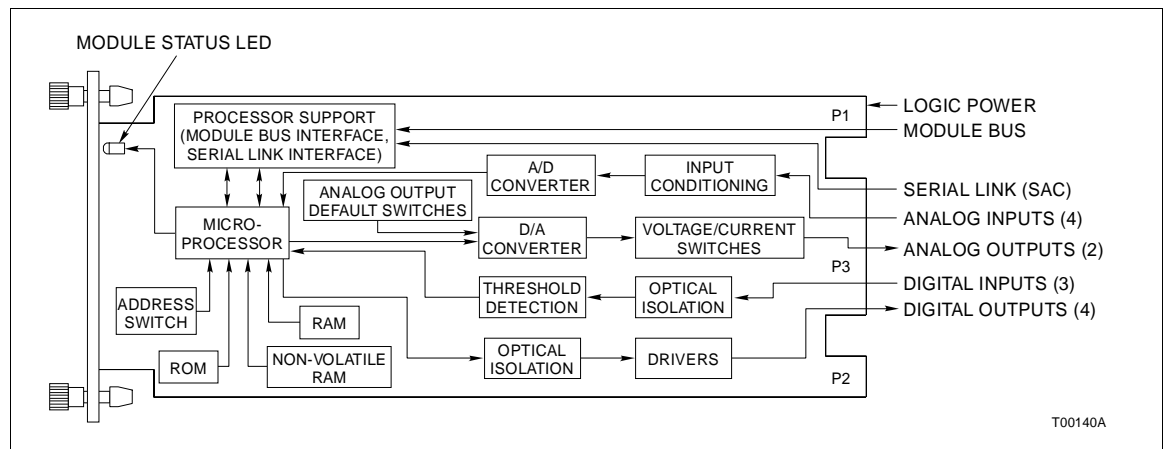 MODULE STATUS LED
PROCESSOR SUPPORT
(MODULE BUS INTERFACE,
SERIAL LINK INTERFACE)
P1
LOGIC POWER
MODULE BUS
A/D
CONVERTER
INPUT
CONDITIONING
SERIAL LINK (SAC)
ANALOG INPUTS (4)
ANALOG OUTPUT
DEFAULT SWITCHES
MICRO-
PROCESSOR
D/A
CONVERTER
VOLTAGE/CURRENT
SWITCHES
ANALOG OUTPUTS (2)
P3
THRESHOLD
DETECTION
OPTICAL
ISOLATION
DIGITAL INPUTS (3)
DIGITAL OUTPUTS (4)
ADDRESS
SWITCH
RAM
ROM
NON-VOLATILE
RAM
OPTICAL
ISOLATION
DRIVERS
P2
T00140A